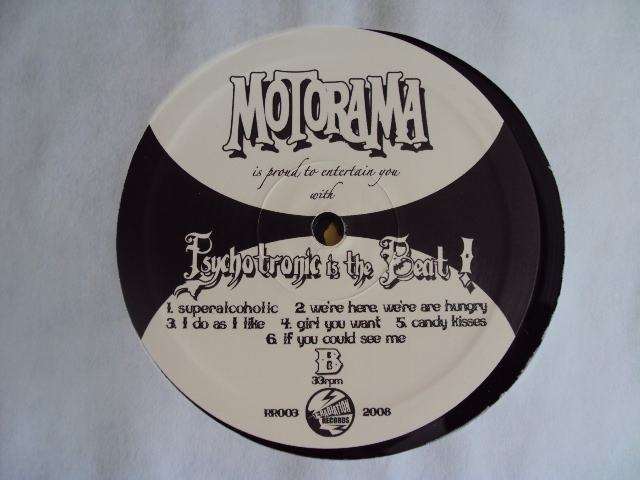 MOTORAMA
is proud to entertain you
with
Psychotronic is the Beat!
1. superalcoholic 2. we're here, we're are hungry
3. I do as I like 4. girl you want 5. candy kisses
6. if you could see me
B
33rpm
RR003 RADIATION 2008
RECORDS